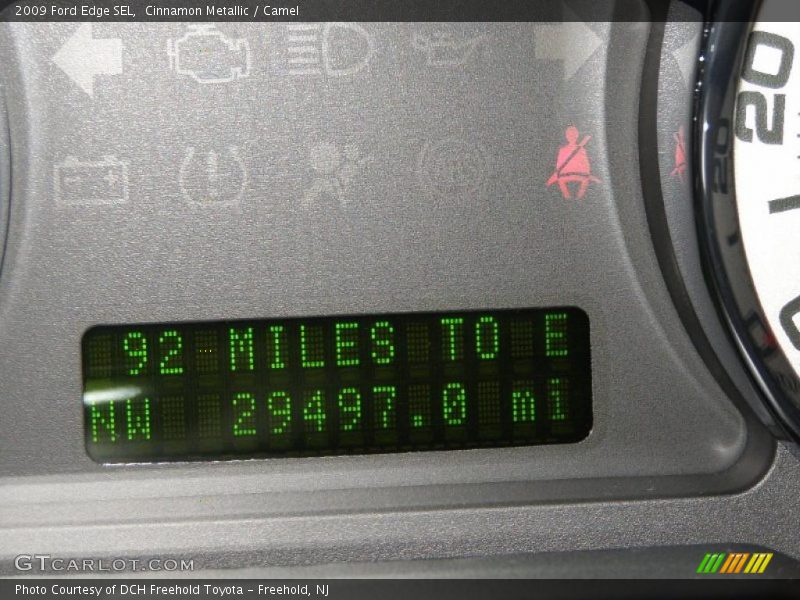 2009 Ford Edge SEL,  Cinnamon Metallic / Camel
20
20
92 MILES TO E
NW 29497.0 mi
GTCARLOT.COM
Photo Courtesy of DCH Freehold Toyota - Freehold, NJ